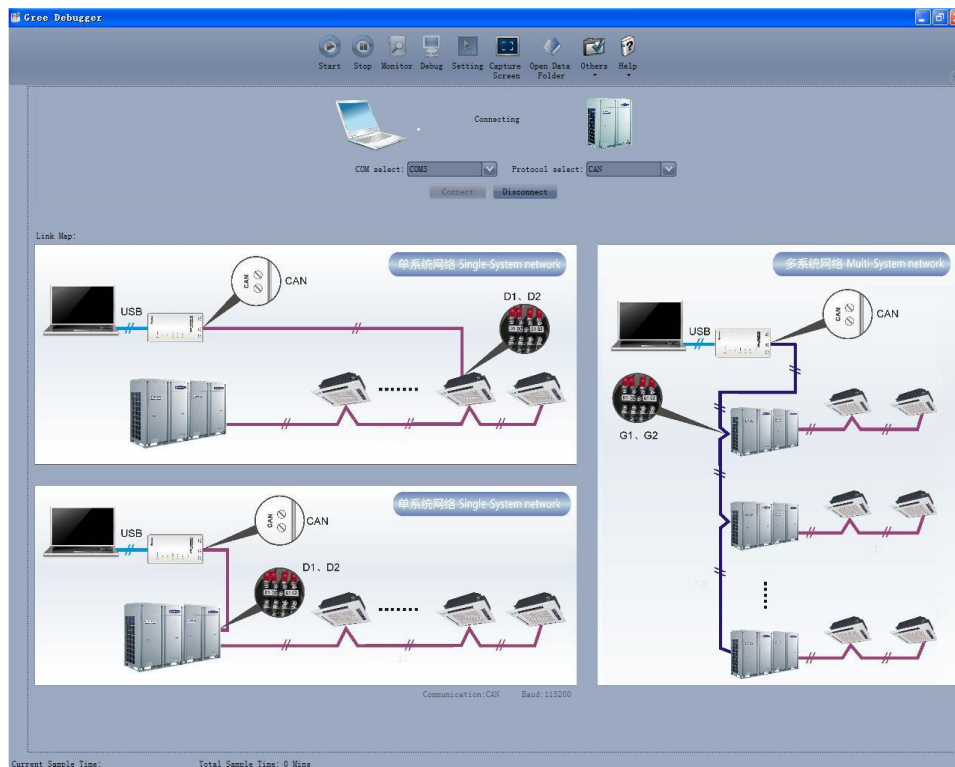 Gree Debugger
Start Stop Monitor Debug Setting Capture Screen Open Data Folder Others Help
Connecting
COM select: COM3 Protocol select: CAN
Connect Disconnect
Link Map:
单系统网络 Single-System network
CAN
CAN
USB
D1、D2
单系统网络 Single-System network
CAN
CAN
USB
D1、D2
多系统网络 Multi-System network
CAN
CAN
USB
G1、G2
Communication:CAN Baud:115200
Current Sample Time: Total Sample Time: 0 Mins